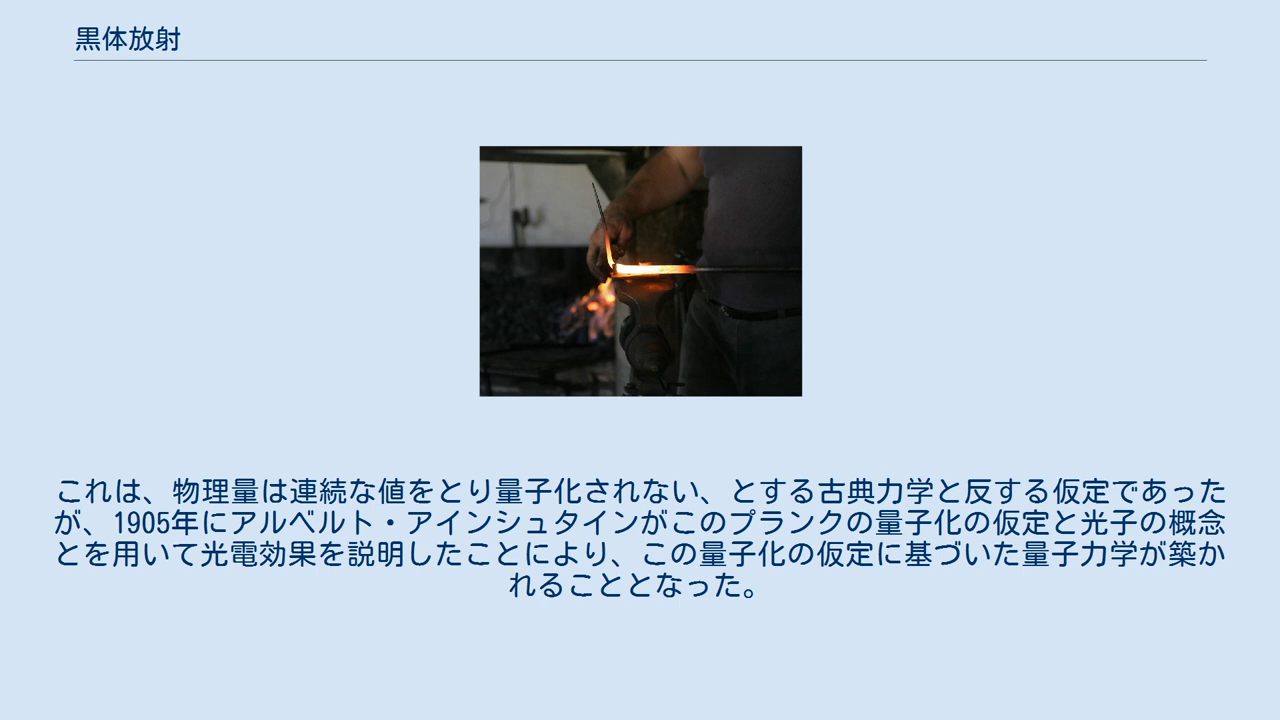 黒体放射
これは、物理量は連続な値をとり量子化されない、とする古典力学と反する仮定であった
が、1905年にアルベルト・アインシュタインがこのプランクの量子化の仮定と光子の概念
とを用いて光電効果を説明したことにより、この量子化の仮定に基づいた量子力学が築か
れることとなった。